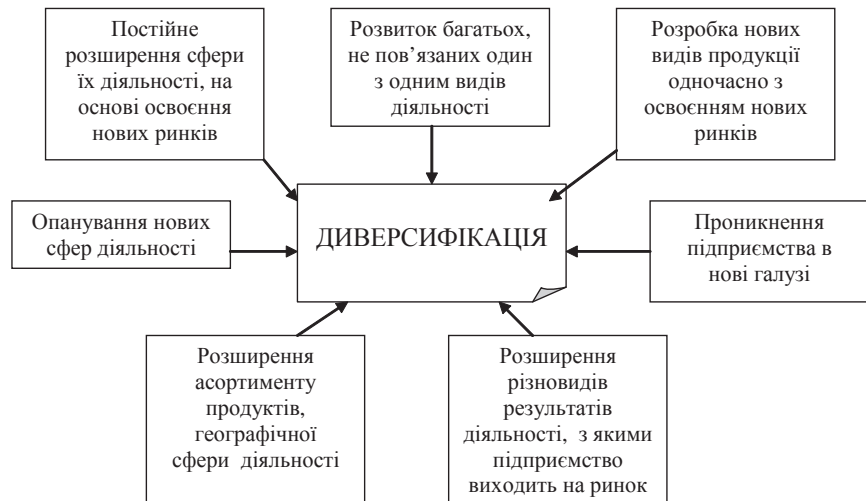 Постійне
розширення сфери
їх діяльності, на
основі освоєння
нових ринків
Розвиток багатьох,
не пов’язаних один
з одним видів
діяльності
Розробка нових
видів продукції
одночасно з
освоєнням нових
ринків
Опанування нових
сфер діяльності
ДИВЕРСИФІКАЦІЯ
Проникнення
підприємства в
нові галузі
Розширення
асортименту
продуктів,
географічної
сфери діяльності
Розширення
різновидів
результатів
діяльності, з якими
підприємство
виходить на ринок